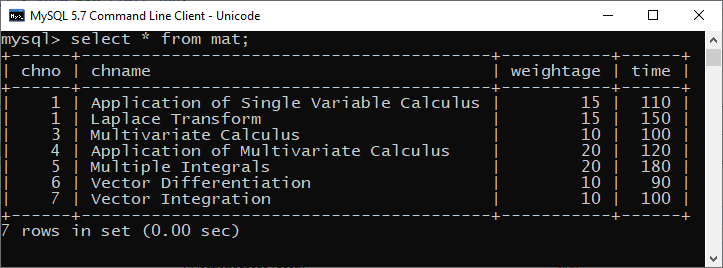 MySQL 5.7 Command Line Client - Unicode
mysql> select * from mat;
+------+---------------------------------------+-----------+------+
| chno | chname                                | weightage | time |
+------+---------------------------------------+-----------+------+
|    1 | Application of Single Variable Calculus |        15 |  110 |
|    1 | Laplace Transform                     |        15 |  150 |
|    3 | Multivariate Calculus                 |        10 |  100 |
|    4 | Application of Multivariate Calculus  |        20 |  120 |
|    5 | Multiple Integrals                    |        20 |  180 |
|    6 | Vector Differentiation                |        10 |   90 |
|    7 | Vector Integration                    |        10 |  100 |
+------+---------------------------------------+-----------+------+
7 rows in set (0.00 sec)